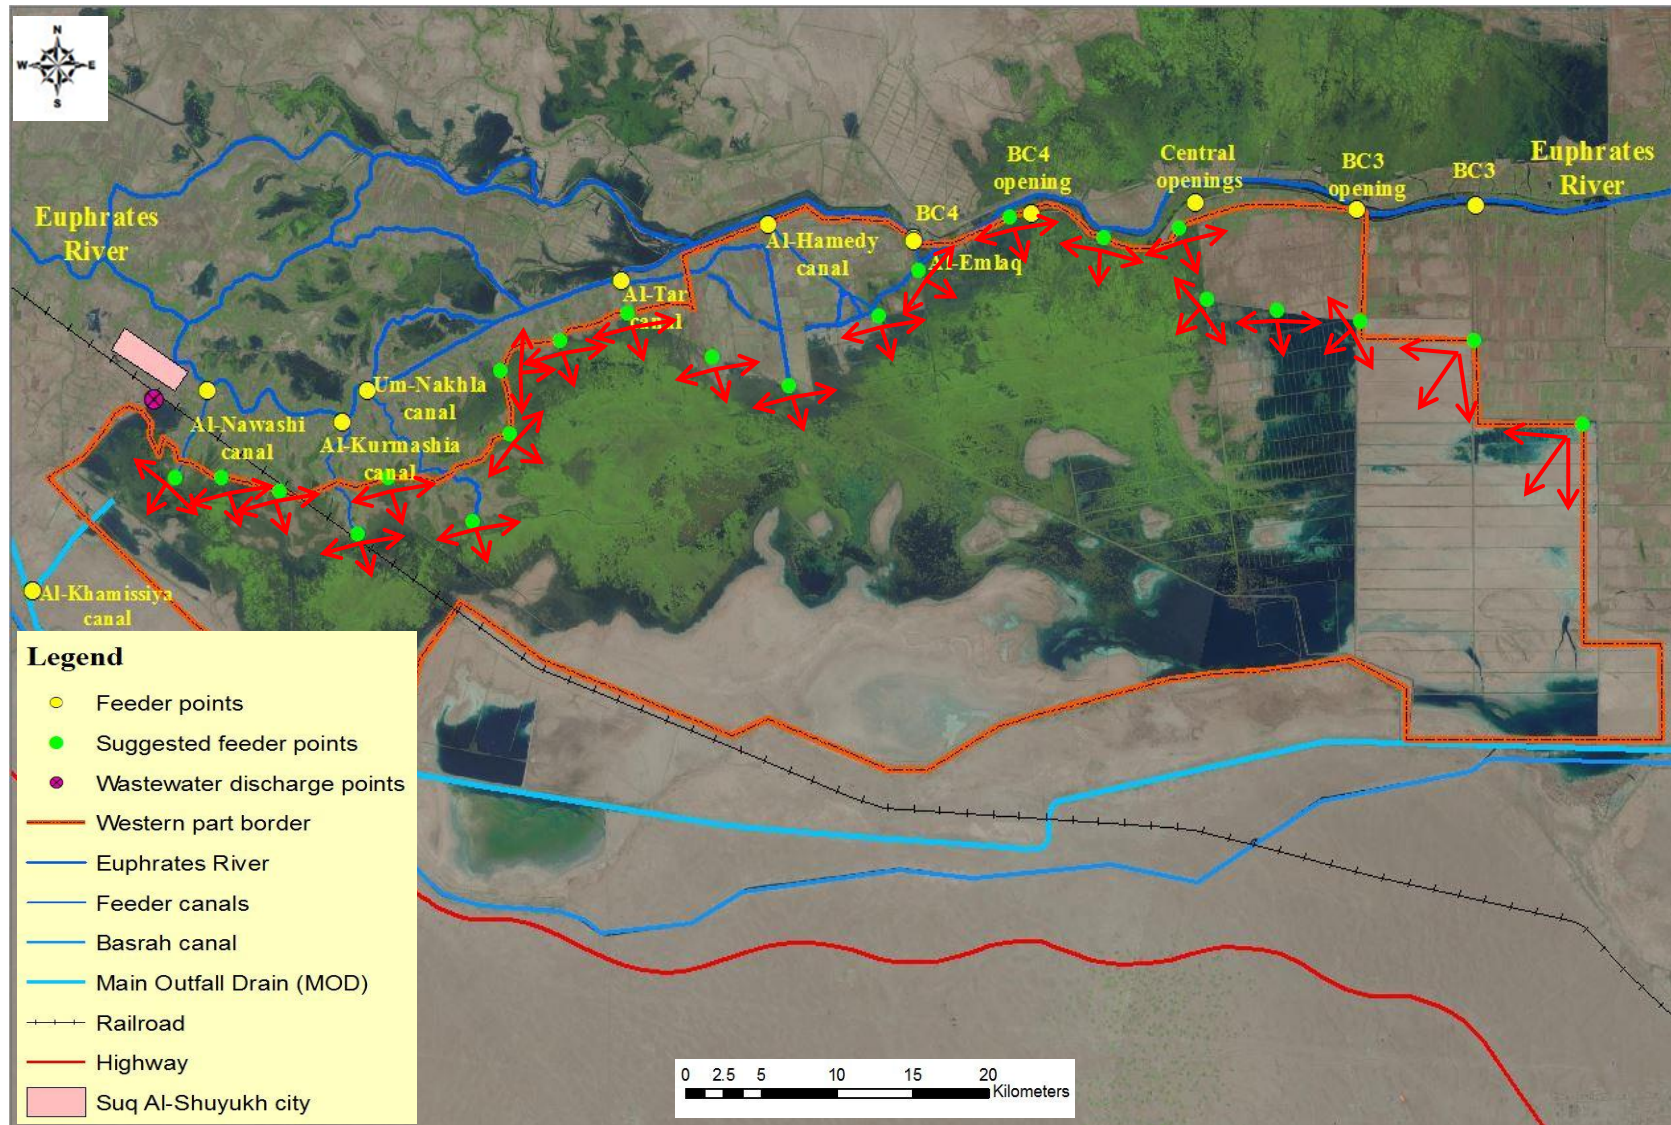 N
W E
S
Euphrates
River
BC4
opening
Central
openings
BC3
opening
BC3
Euphrates
River
BC4
Al-Hamedy
canal
Al-Emlaq
Al-Tar
canal
Um-Nakhla
canal
Al-Nawashi
canal
Al-Kurmashia
canal
Al-Khamissiya
canal
Legend
Feeder points
Suggested feeder points
Wastewater discharge points
Western part border
Euphrates River
Feeder canals
Basrah canal
Main Outfall Drain (MOD)
Railroad
Highway
Suq Al-Shuyukh city
0 2.5 5 10 15 20
Kilometers